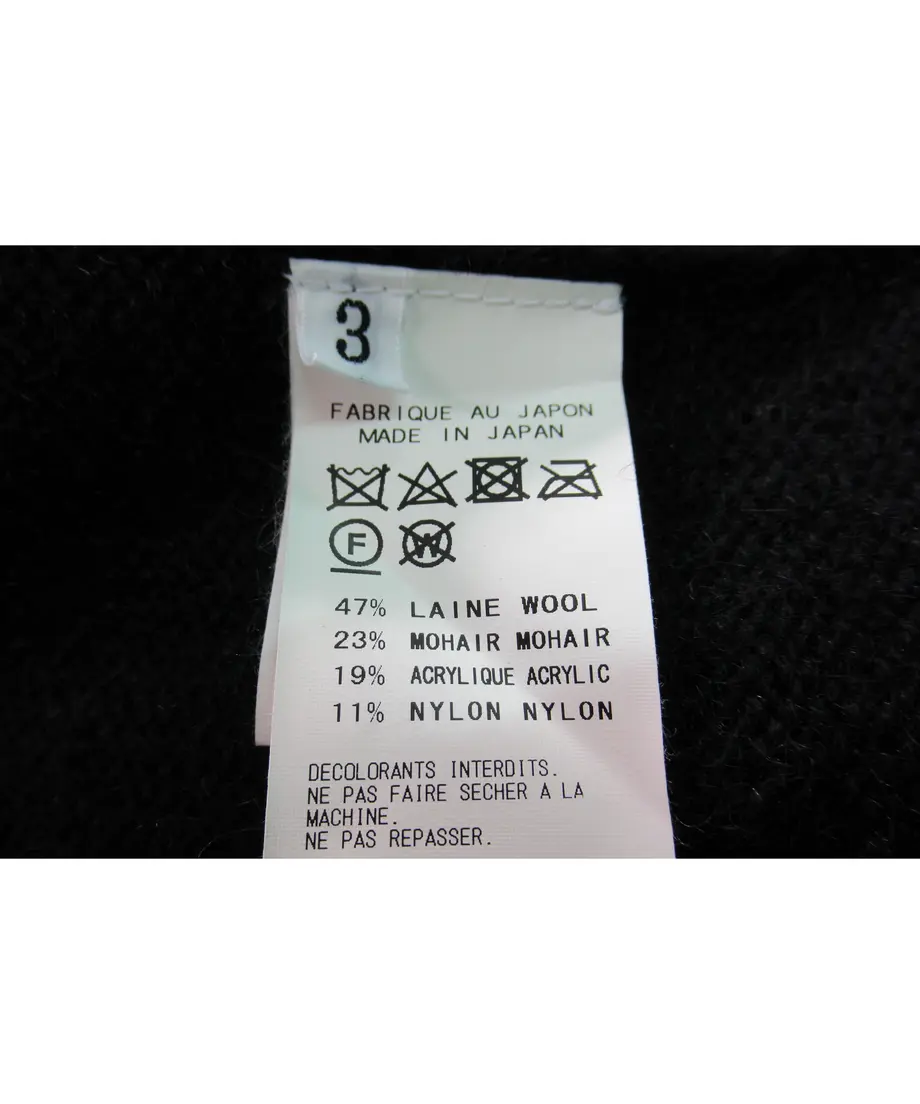 3
FABRIQUE AU JAPON
MADE IN JAPAN
F W
47% LAINE WOOL
23% MOHAIR MOHAIR
19% ACRYLIQUE ACRYLIC
11% NYLON NYLON
DECOLORANTS INTERDITS.
NE PAS FAIRE SECHER A LA
MACHINE.
NE PAS REPASSER.